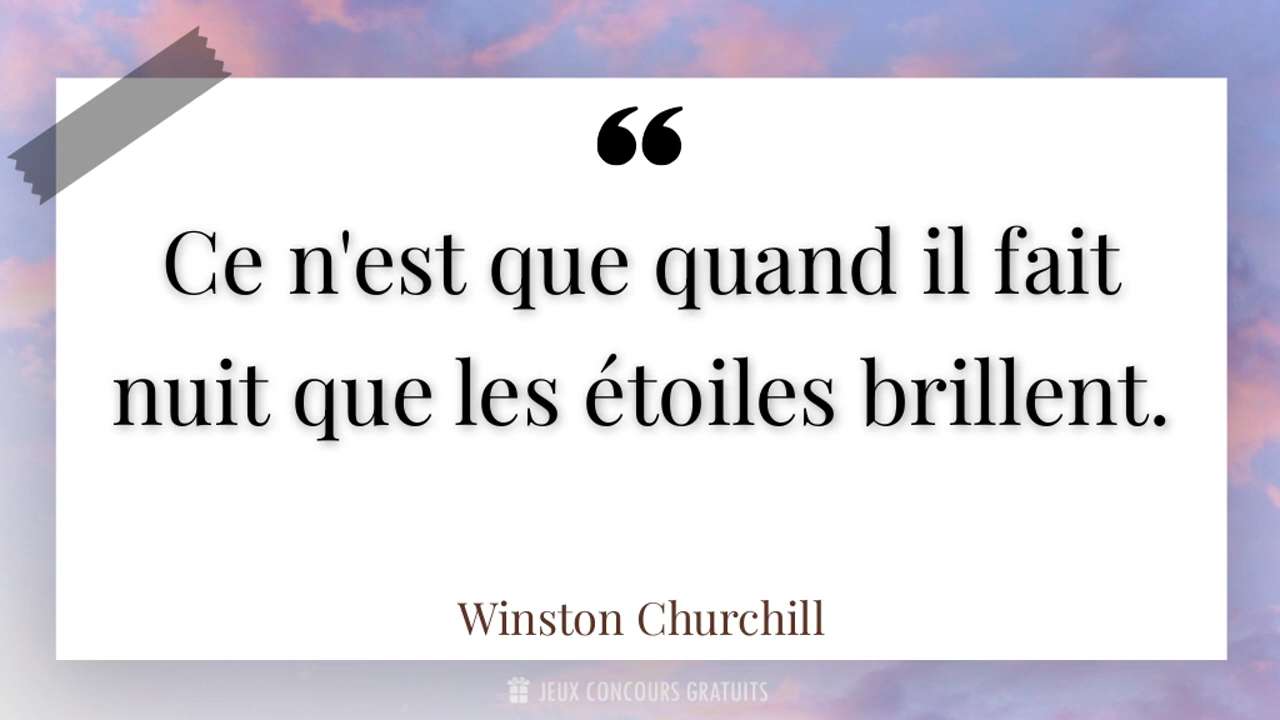 “
Ce n'est que quand il fait
nuit que les étoiles brillent.
Winston Churchill
JEUX CONCOURS GRATUITS